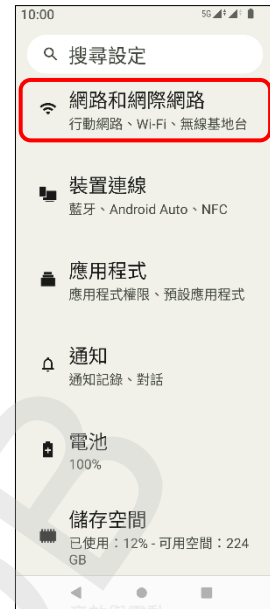 10:00 5G
搜尋設定
網路和網際網路
行動網路、Wi-Fi、無線基地台
裝置連線
藍牙、Android Auto、NFC
應用程式
應用程式權限、預設應用程式
通知
通知記錄、對話
電池
100%
儲存空間
已使用：12% - 可用空間：224
GB